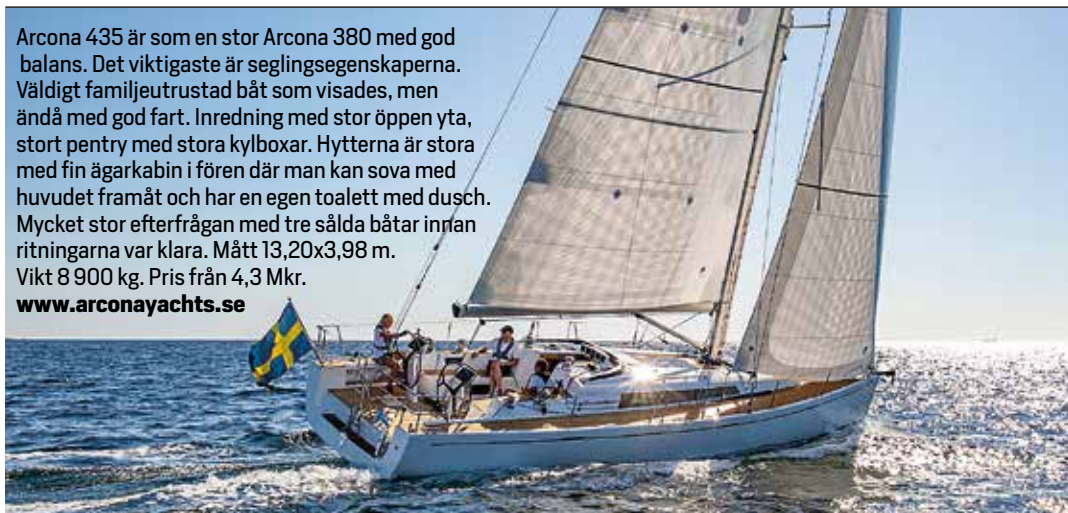 Arcona 435 är som en stor Arcona 380 med god
balans. Det viktigaste är seglingsegenskaperna.
Väldigt familjeutrustad båt som visades, men
ändå med god fart. Inredning med stor öppen yta,
stort pentry med stora kylboxar. Hytterna är stora
med fin ägarkabin i fören där man kan sova med
huvudet framåt och har en egen toalett med dusch.
Mycket stor efterfrågan med tre sålda båtar innan
ritningarna var klara. Mått 13,20x3,98 m.
Vikt 8 900 kg. Pris från 4,3 Mkr.
www.arconayachts.se